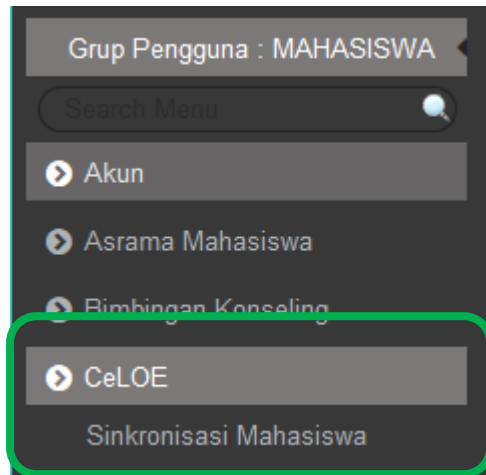 Grup Pengguna : MAHASISWA
Search Menu
Akun
Asrama Mahasiswa
Bimbingan Konseling
CeLOE
Sinkronisasi Mahasiswa